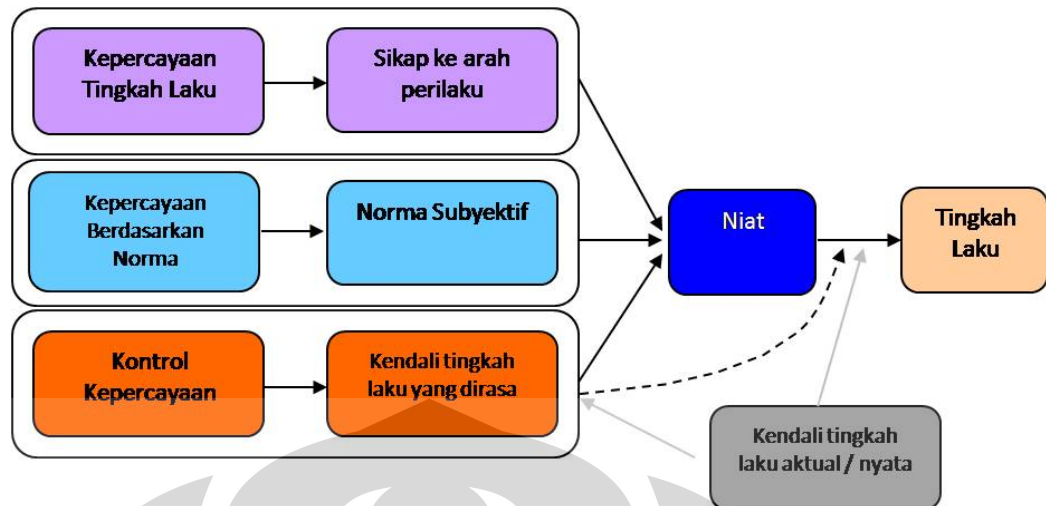 Kepercayaan
Tingkah Laku
Sikap ke arah
perilaku
Kepercayaan
Berdasarkan
Norma
Norma Subyektif
Niat
Tingkah
Laku
Kontrol
Kepercayaan
Kendali tingkah
laku yang dirasa
Kendali tingkah
laku aktual / nyata